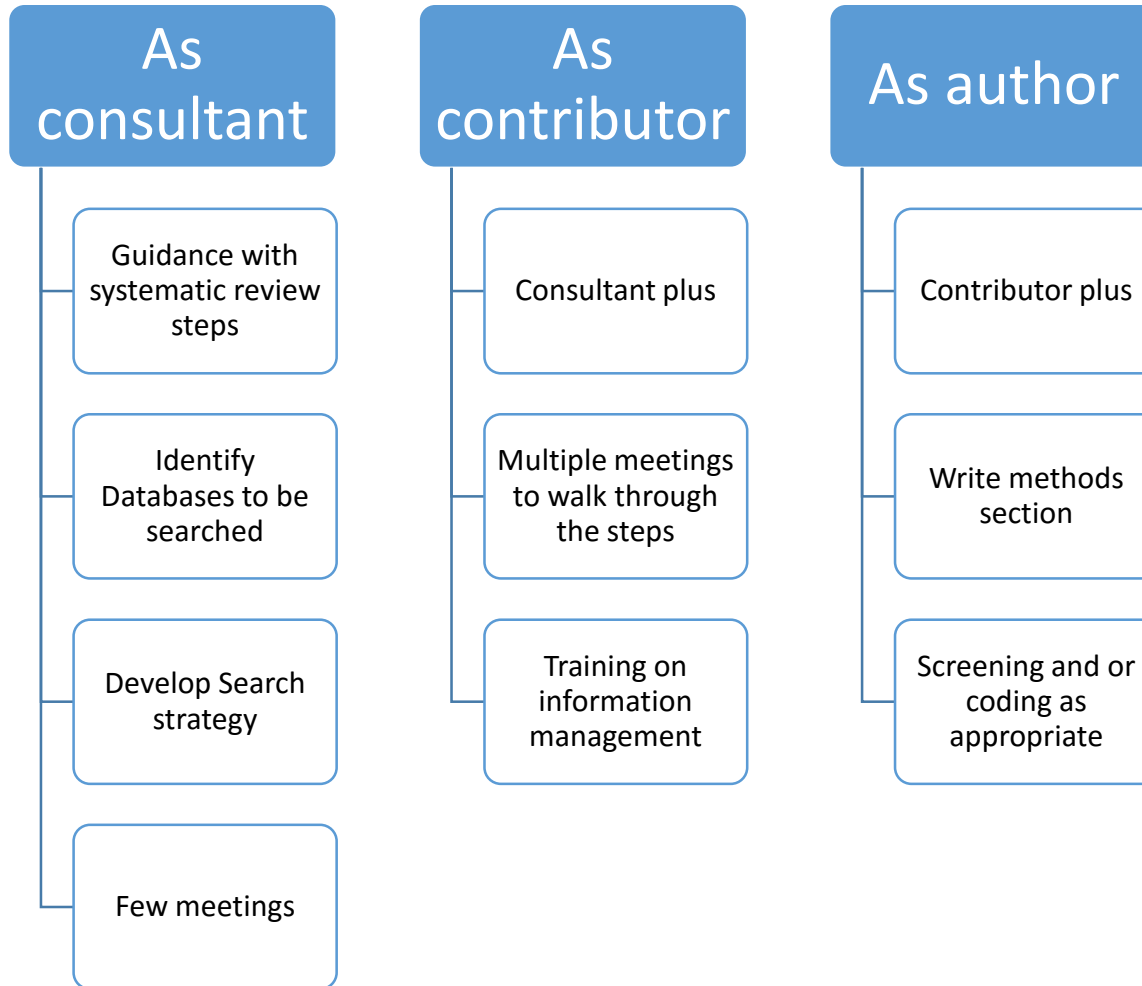 As
consultant
Guidance with
systematic review
steps
Identify
Databases to be
searched
Develop Search
strategy
Few meetings
As
contributor
Consultant plus
Multiple meetings
to walk through
the steps
Training on
information
management
As author
Contributor plus
Write methods
section
Screening and or
coding as
appropriate